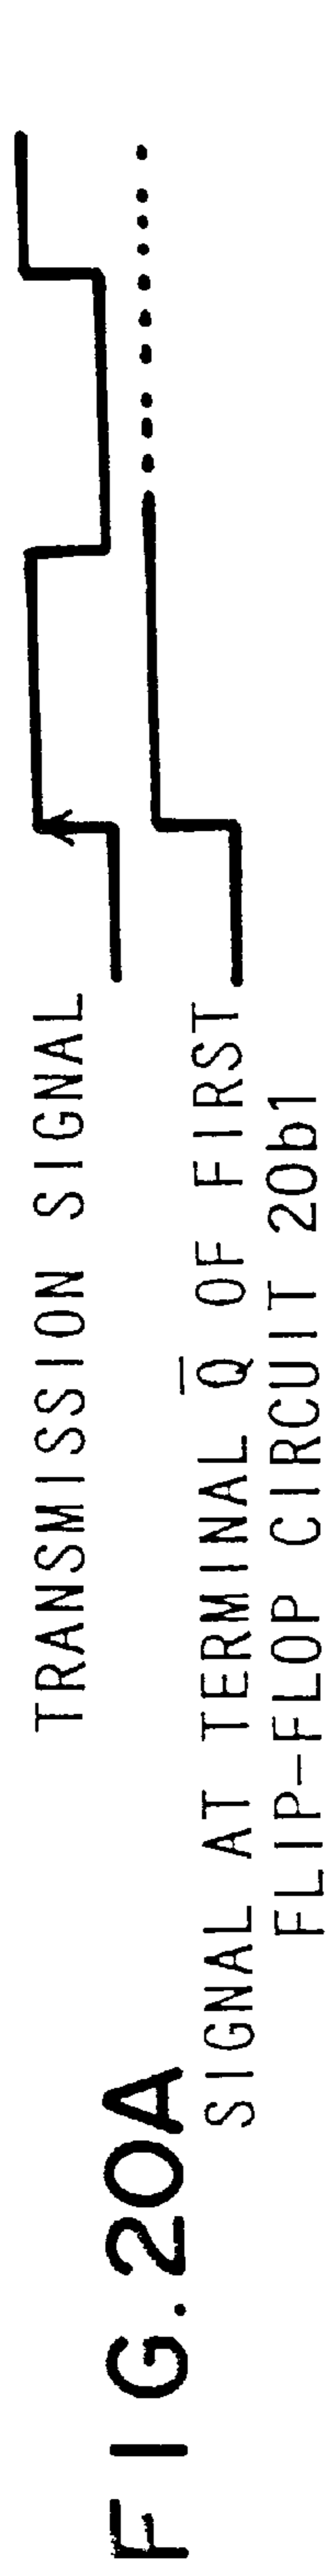 FIG. 20A
TRANSMISSION SIGNAL
SIGNAL AT TERMINAL Q̅ OF FIRST
FLIP-FLOP CIRCUIT 20b1